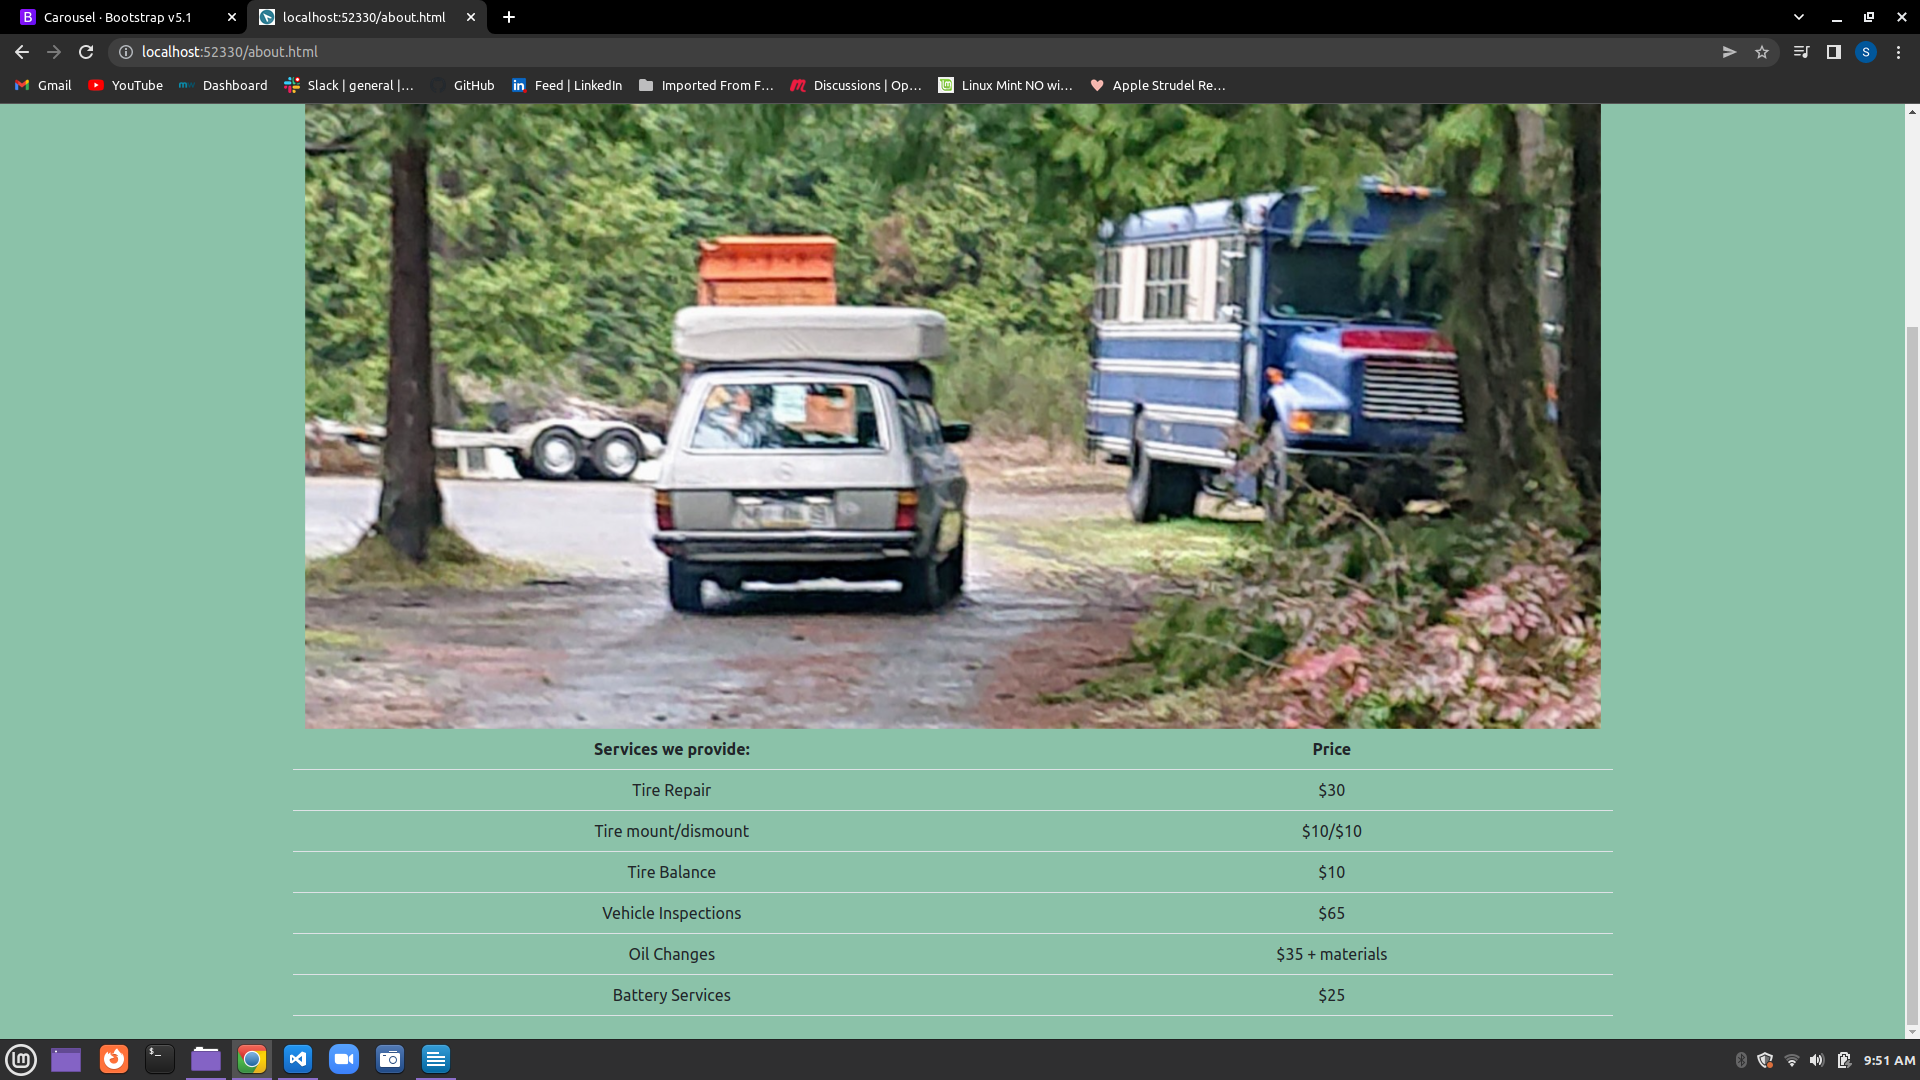 Carousel · Bootstrap v5.1
localhost:52330/about.html
localhost:52330/about.html
S
Gmail
YouTube
Dashboard
Slack | general |...
GitHub
Feed | LinkedIn
Imported From F...
Discussions | Op...
Linux Mint NO wi...
Apple Strudel Re...
Services we provide: Price
Tire Repair $30
Tire mount/dismount $10/$10
Tire Balance $10
Vehicle Inspections $65
Oil Changes $35 + materials
Battery Services $25
9:51 AM